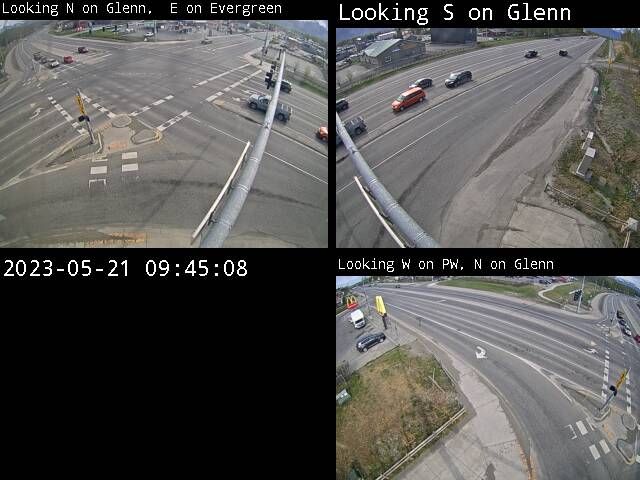 Looking N on Glenn,  E on Evergreen
Looking S on Glenn
2023-05-21 09:45:08
Looking W on PW, N on Glenn